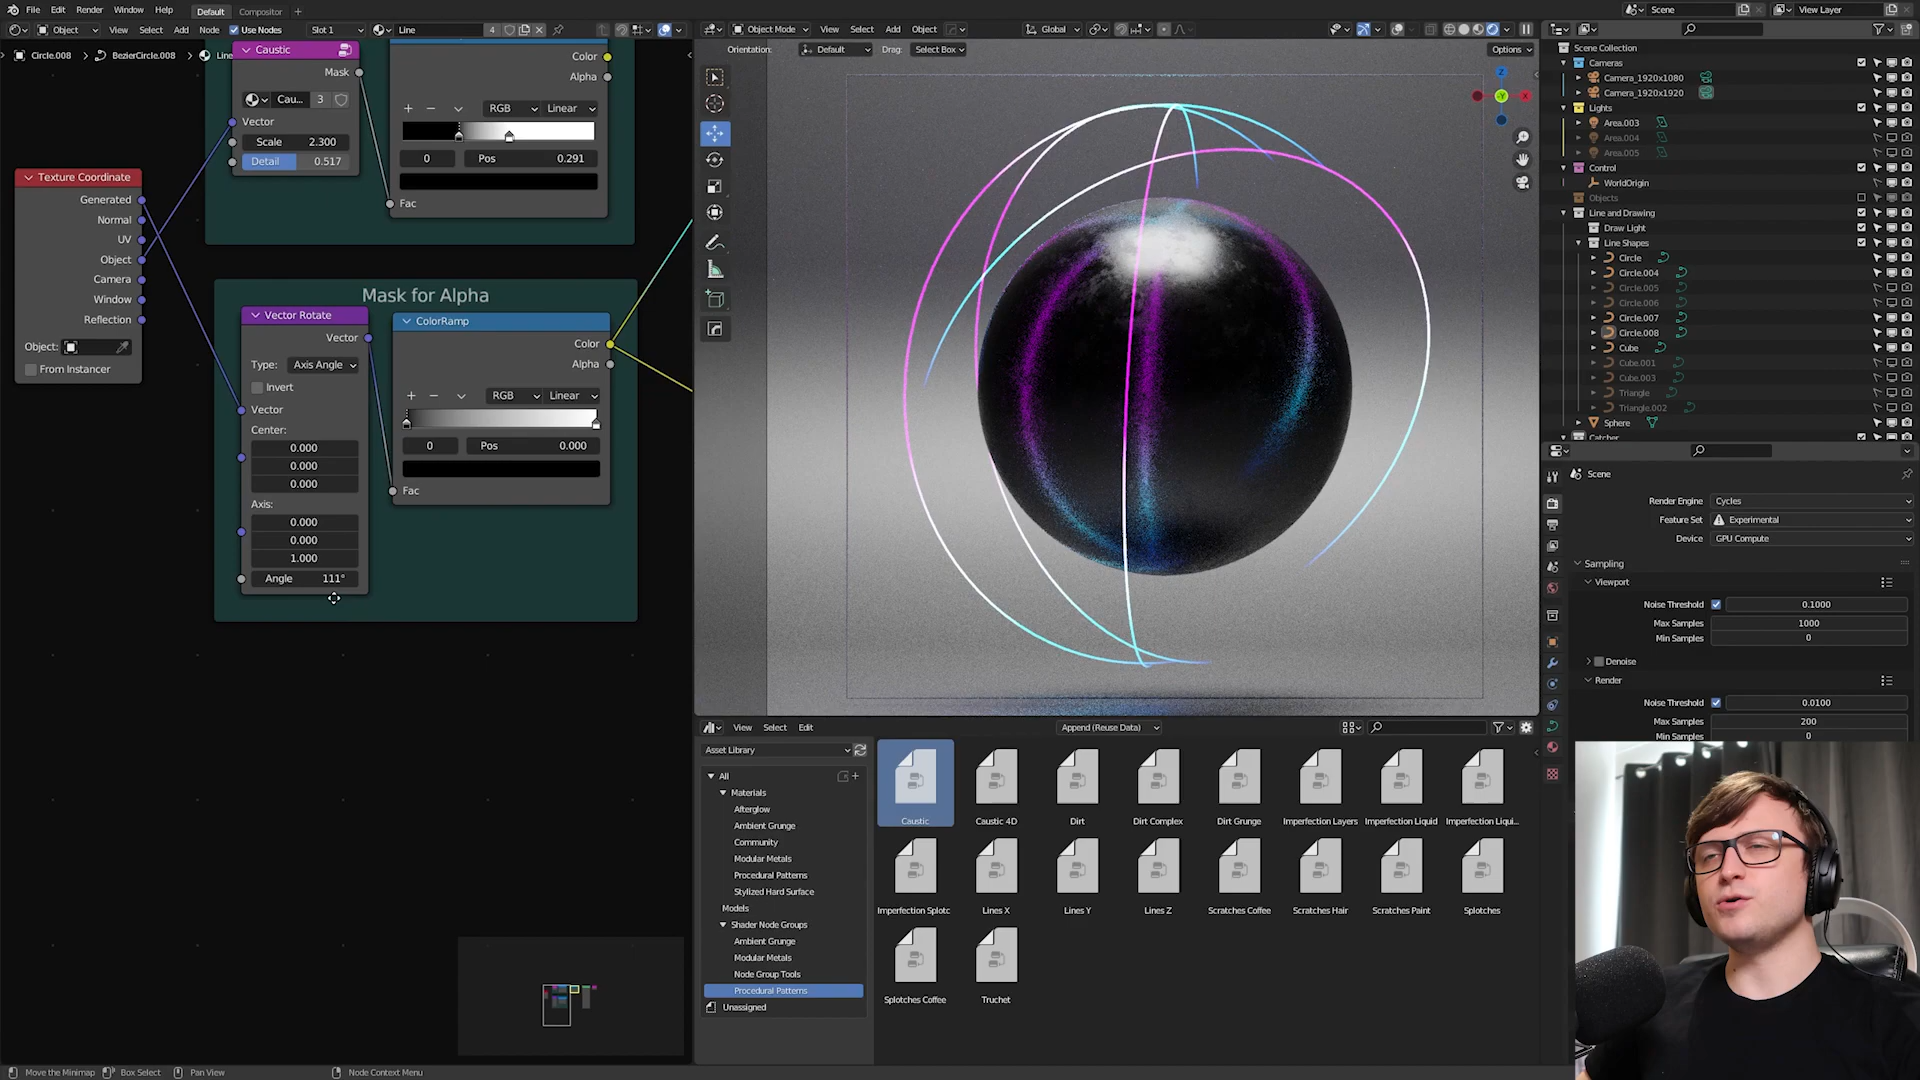 File Edit Render Window Help Default Compositor +
Scene View Layer
Object View Select Add Node Use Nodes Slot 1 Line 4
Object Mode View Select Add Object Global
Circle.008 > BezierCircle.008 > Line
Orientation: Default Drag: Select Box Options
Caustic
Mask
Cau... 3
Vector
Scale 2.300
Detail 0.517
Color
Alpha
RGB Linear
0 Pos 0.291
Fac
Texture Coordinate
Generated
Normal
UV
Object
Camera
Window
Reflection
Object:
From Instancer
Mask for Alpha
Vector Rotate
Vector
Type: Axis Angle
Invert
Vector
Center:
0.000
0.000
0.000
Axis:
0.000
0.000
1.000
Angle 111°
ColorRamp
Color
Alpha
RGB Linear
0 Pos 0.000
Fac
Scene Collection
Cameras
Camera_1920x1080
Camera_1920x1920
Lights
Area.003
Area.004
Area.005
Control
WorldOrigin
Objects
Line and Drawing
Draw Light
Line Shapes
Circle
Circle.004
Circle.005
Circle.006
Circle.007
Circle.008
Cube
Cube.001
Cube.003
Triangle
Triangle.002
Sphere
Catcher
Scene
Render Engine Cycles
Feature Set Experimental
Device GPU Compute
Sampling
Viewport
Noise Threshold 0.1000
Max Samples 1000
Min Samples 0
Denoise
Render
Noise Threshold 0.0100
Max Samples 200
Min Samples 0
View Select Edit Append (Reuse Data)
Asset Library
All
Materials
Afterglow
Ambient Grunge
Community
Modular Metals
Procedural Patterns
Stylized Hard Surface
Models
Shader Node Groups
Ambient Grunge
Modular Metals
Node Group Tools
Procedural Patterns
Unassigned
Caustic Caustic 4D Dirt Dirt Complex Dirt Grunge Imperfection Layers Imperfection Liquid Imperfection Liqui...
Imperfection Splotc Lines X Lines Y Lines Z Scratches Coffee Scratches Hair Scratches Paint Splotches
Splotches Coffee Truchet
Move the Minimap Box Select Pan View Node Context Menu